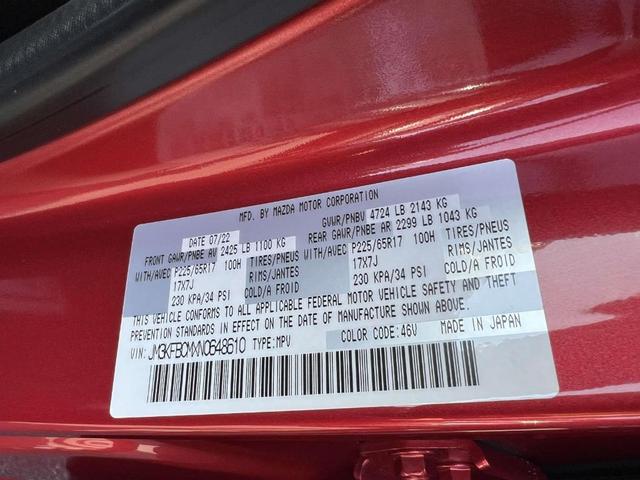 MFD. BY MAZDA MOTOR CORPORATION
DATE 07/22 GVWR/PNBV 4724 LB 2143 KG
FRONT GAWR/PNBE AV 2425 LB 1100 KG REAR GAWR/PNBE AR 2299 LB 1043 KG
WITH/AVEC P225/65R17 100H TIRES/PNEUS WITH/AVEC P225/65R17 100H TIRES/PNEUS
17X7J RIMS/JANTES 17X7J RIMS/JANTES
230 KPA/34 PSI COLD/A FROID 230 KPA/34 PSI COLD/A FROID
THIS VEHICLE CONFORMS TO ALL APPLICABLE FEDERAL MOTOR VEHICLE SAFETY AND THEFT
PREVENTION STANDARDS IN EFFECT ON THE DATE OF MANUFACTURE SHOWN ABOVE.
VIN: JM3KFBCMXN0648610 TYPE:MPV COLOR CODE:46V MADE IN JAPAN